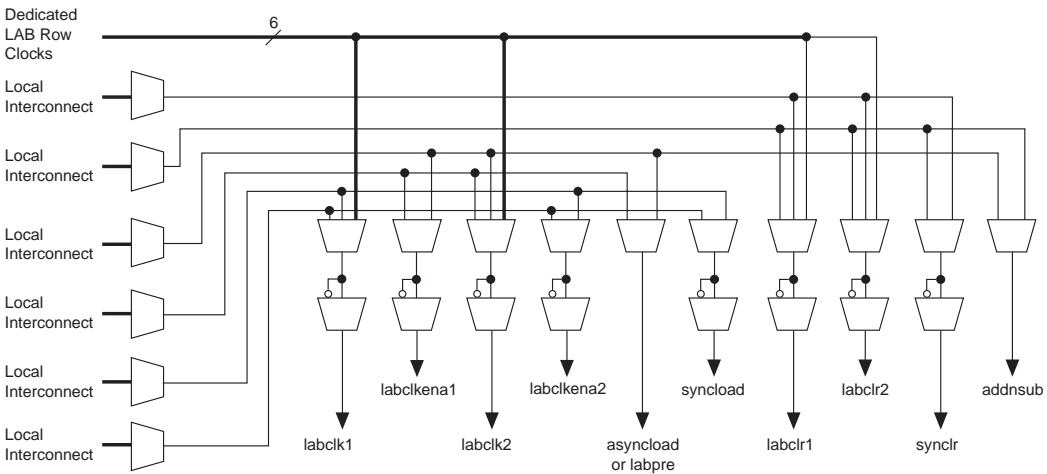 Dedicated
LAB Row
Clocks
6
Local
Interconnect
Local
Interconnect
Local
Interconnect
Local
Interconnect
Local
Interconnect
Local
Interconnect
labclkena1
labclkena2
syncload
labclr2
addnsub
labclk1
labclk2
asyncload
or labpre
labclr1
synclr